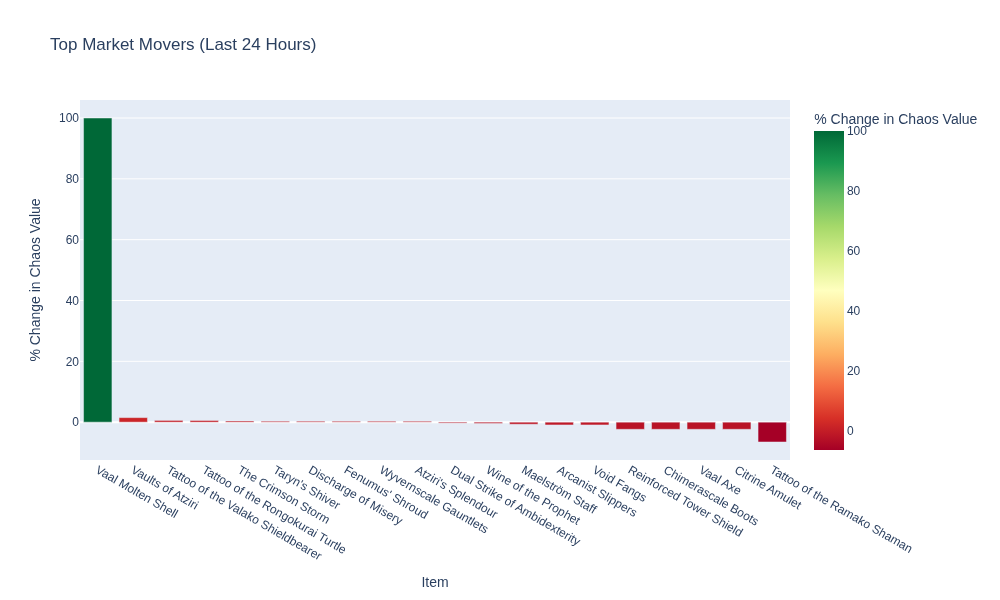 Top Market Movers (Last 24 Hours)
% Change in Chaos Value
100
80
60
40
20
0
Vaal Molten Shell
Vaults of Atziri
Tattoo of the Valako Shieldbearer
Tattoo of the Rongokurai Turtle
The Crimson Storm
Taryn's Shiver
Discharge of Misery
Fenumus' Shroud
Wyvernscale Gauntlets
Atziri's Splendour
Dual Strike of Ambidexterity
Wine of the Prophet
Maelström Staff
Arcanist Slippers
Void Fangs
Reinforced Tower Shield
Chimerascale Boots
Vaal Axe
Citrine Amulet
Tattoo of the Ramako Shaman
Item
% Change in Chaos Value
100
80
60
40
20
0